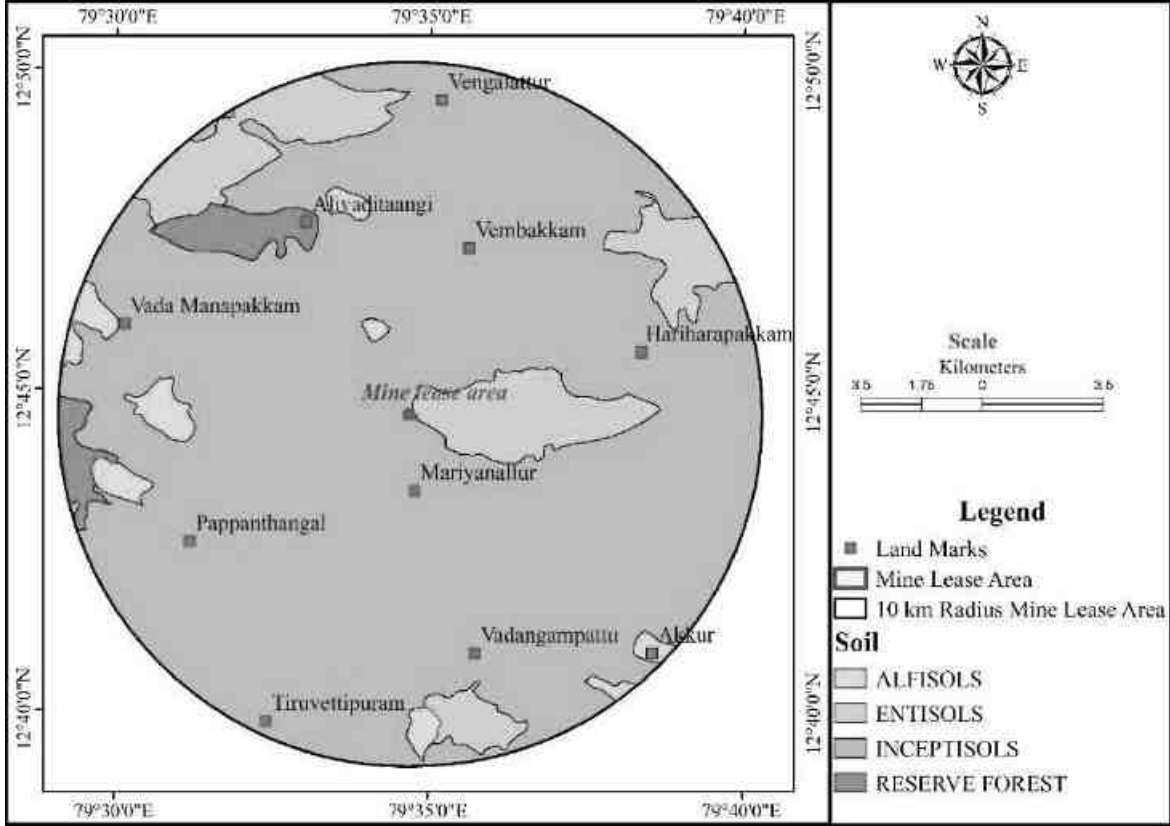 79°30'0"E 79°35'0"E 79°40'0"E
N
W E
S
12°50'0"N 12°50'0"N
Vengalattur
Vembakkam
Vada Manapakkam
Hariharapakkam
Scale
Kilometers
3.5 1.75 0 3.5
12°45'0"N 12°45'0"N
Mine lease area
Mariyanallur
Pappanthangal
Vadangampattu Akkur
Tiruvettipuram
12°40'0"N 12°40'0"N
79°30'0"E 79°35'0"E 79°40'0"E
Legend
Land Marks
Mine Lease Area
10 km Radius Mine Lease Area
Soil
ALFISOLS
ENTISOLS
INCEPTISOLS
RESERVE FOREST